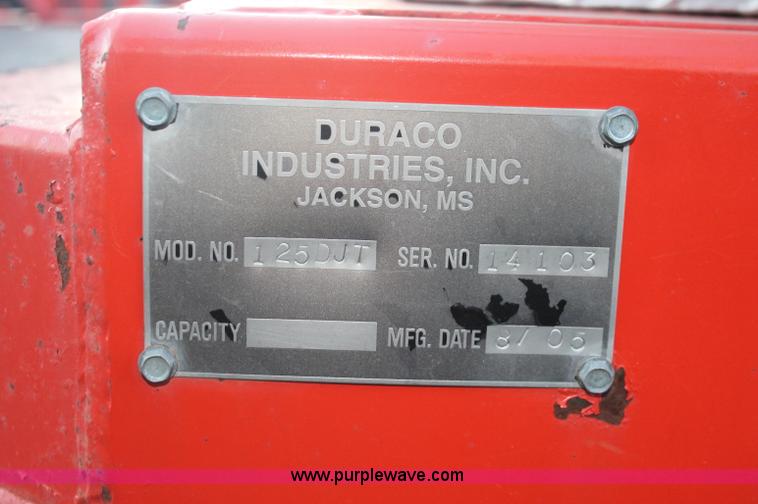 DURACO
INDUSTRIES, INC.
JACKSON, MS
MOD. NO. 125DJT SER. NO. 14103
CAPACITY MFG. DATE 8/05
www.purplewave.com